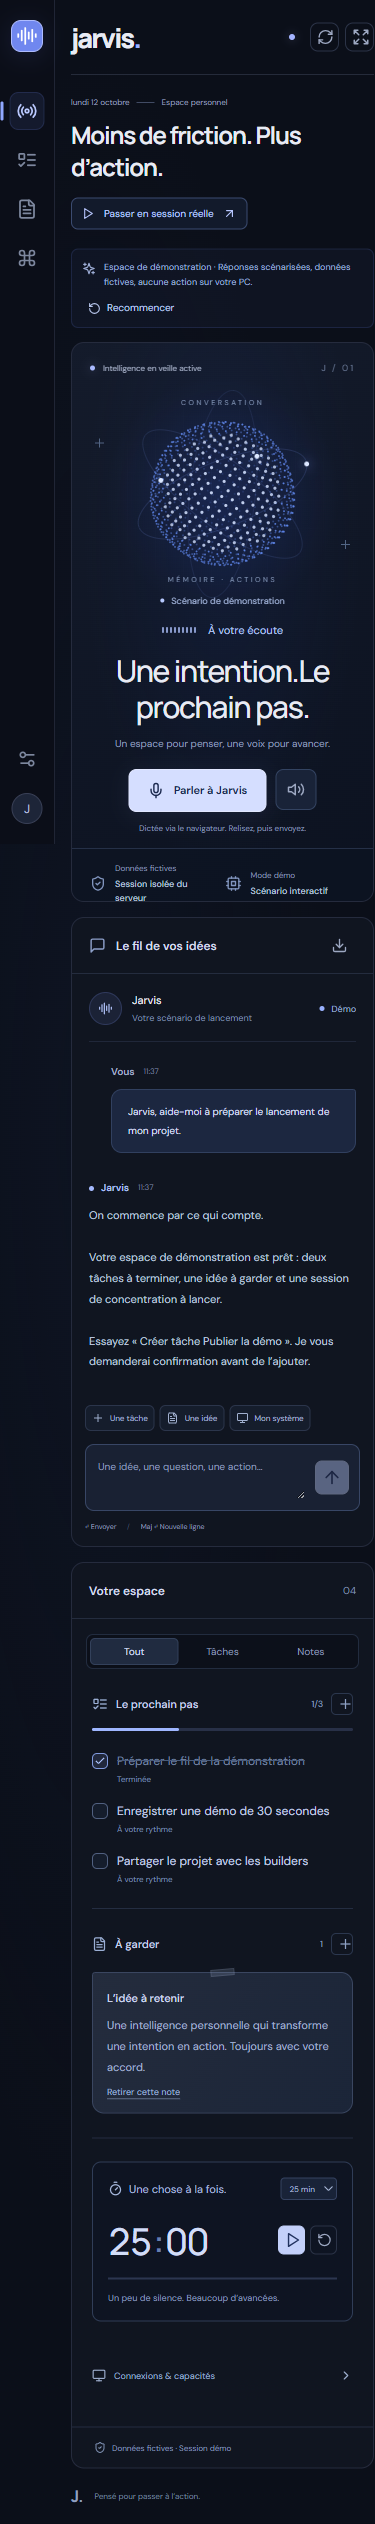 jarvis.
lundi 12 octobre — Espace personnel
Moins de friction. Plus
d'action.
Passer en session réelle
Espace de démonstration · Réponses scénarisées, données
fictives, aucune action sur votre PC.
Recommencer
Intelligence en veille active
J / 01
CONVERSATION
MÉMOIRE · ACTIONS
Scénario de démonstration
À votre écoute
Une intention.Le
prochain pas.
Un espace pour penser, une voix pour avancer.
Parler à Jarvis
Dictée via le navigateur. Relisez, puis envoyez.
Données fictives
Session isolée du
serveur
Mode démo
Scénario interactif
J
Le fil de vos idées
Jarvis
Votre scénario de lancement
Démo
Vous 11:37
Jarvis, aide-moi à préparer le lancement de
mon projet.
Jarvis 11:37
On commence par ce qui compte.
Votre espace de démonstration est prêt : deux
tâches à terminer, une idée à garder et une session
de concentration à lancer.
Essayez « Créer tâche Publier la démo ». Je vous
demanderai confirmation avant de l'ajouter.
Une tâche
Une idée
Mon système
Une idée, une question, une action…
↵ Envoyer / Maj ↵ Nouvelle ligne
Votre espace
04
Tout
Tâches
Notes
Le prochain pas
1/3
Préparer le fil de la démonstration
Terminée
Enregistrer une démo de 30 secondes
À votre rythme
Partager le projet avec les builders
À votre rythme
À garder
1
L'idée à retenir
Une intelligence personnelle qui transforme
une intention en action. Toujours avec votre
accord.
Retirer cette note
Une chose à la fois.
25 min
25:00
Un peu de silence. Beaucoup d'avancées.
Connexions & capacités
Données fictives · Session démo
J. Pensé pour passer à l'action.